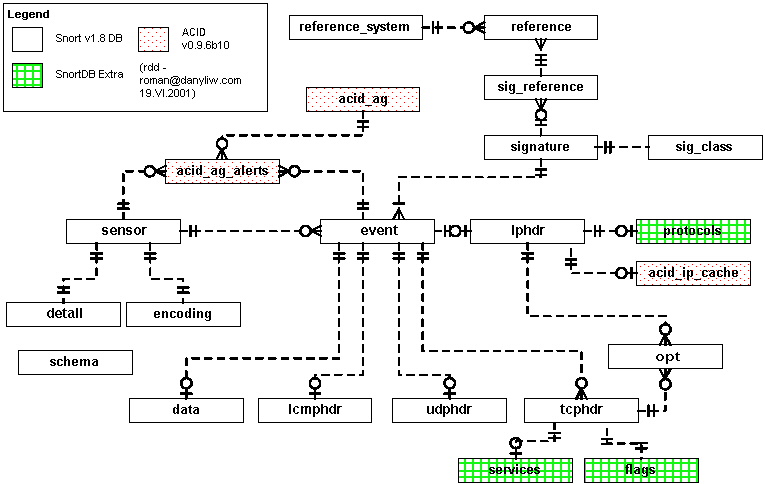 Legend
Snort v1.8 DB
ACID
v0.9.6b10
SnortDB Extra
(rdd -
roman@danyliw.com
19.VI.2001)
reference_system
reference
sig_reference
acid_ag
signature
sig_class
acid_ag_alerts
sensor
event
Iphdr
protocols
acid_ip_cache
detail
encoding
schema
opt
data
Icmphdr
udphdr
tcphdr
services
flags